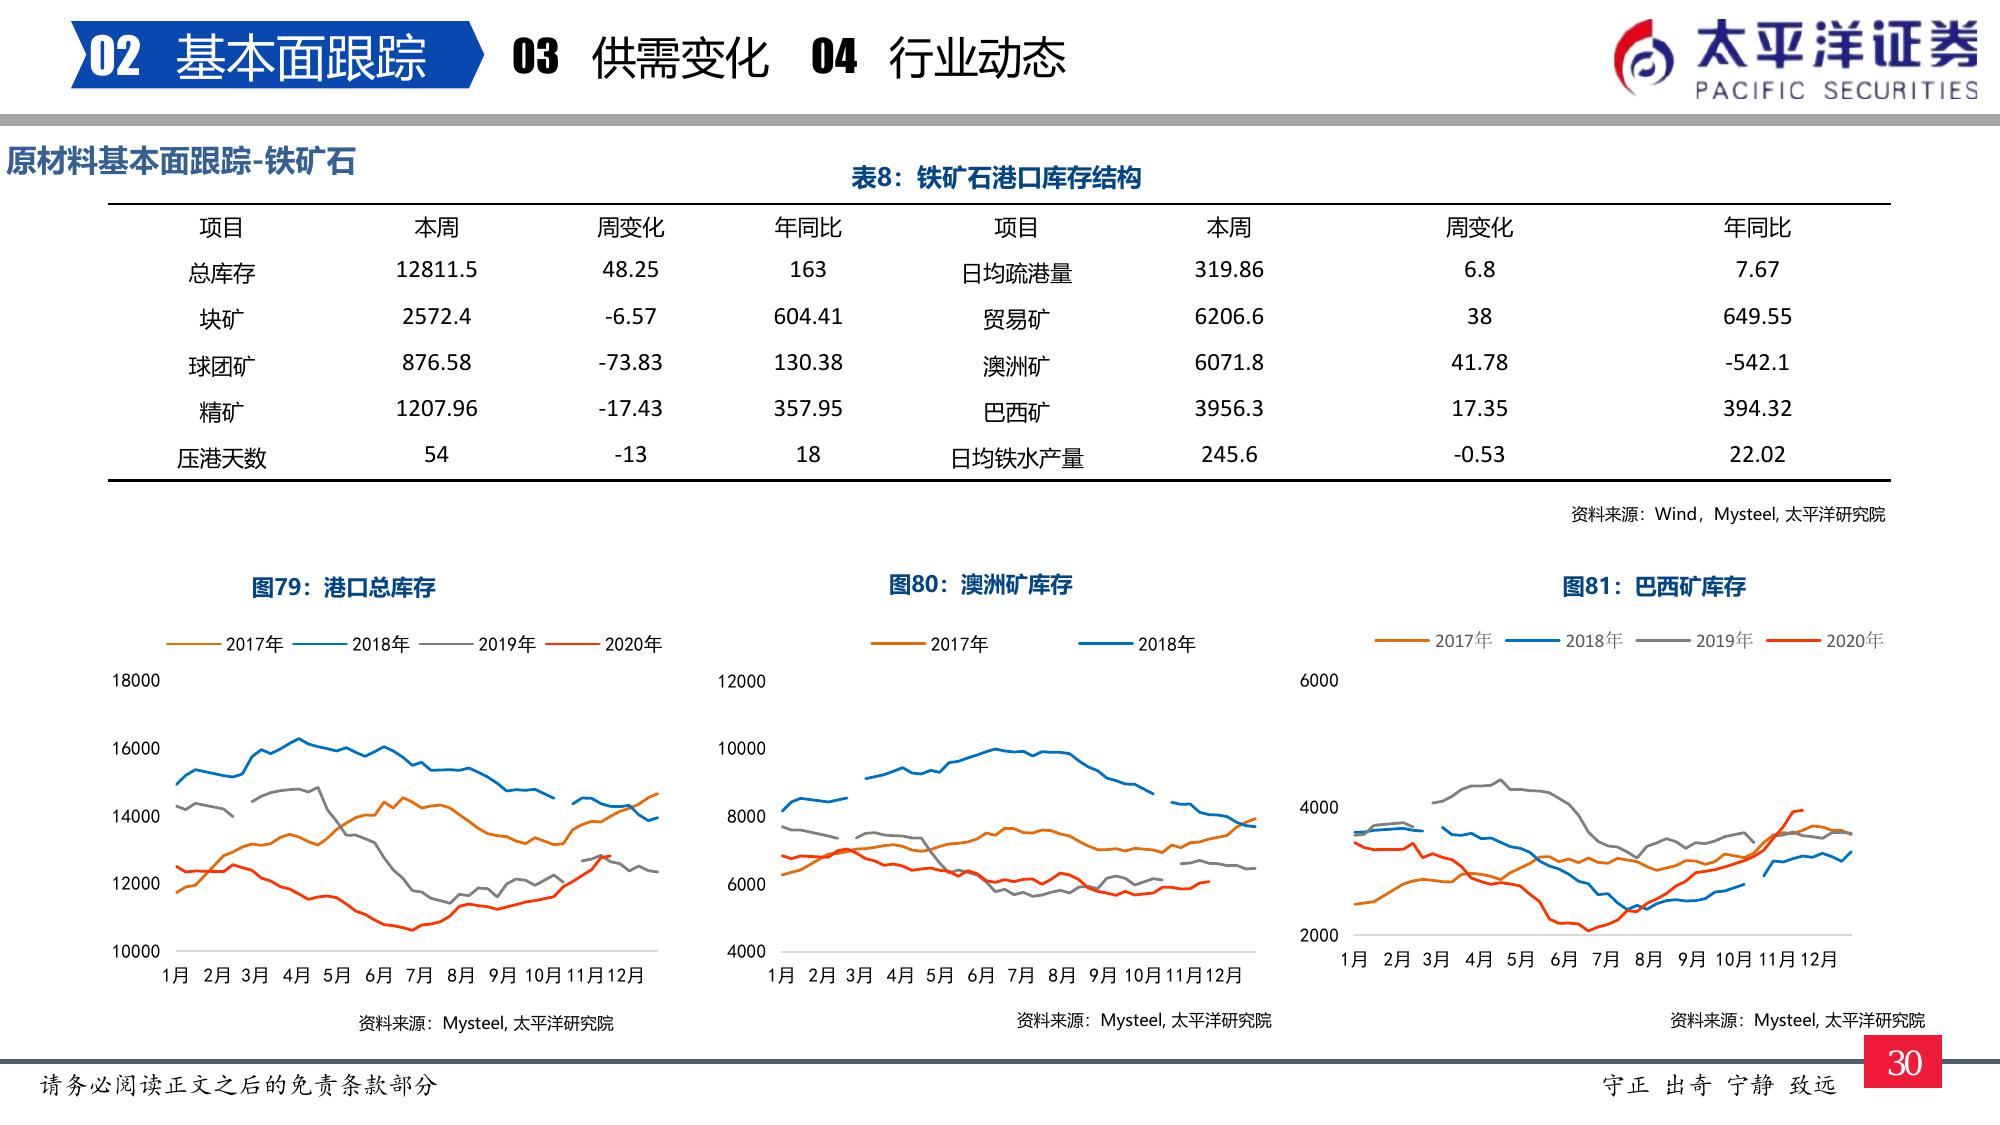 02 基本面跟踪 03 供需变化 04 行业动态
太平洋证券
PACIFIC SECURITIES
原材料基本面跟踪-铁矿石
表8：铁矿石港口库存结构
项目 本周 周变化 年同比 项目 本周 周变化 年同比
总库存 12811.5 48.25 163 日均疏港量 319.86 6.8 7.67
块矿 2572.4 -6.57 604.41 贸易矿 6206.6 38 649.55
球团矿 876.58 -73.83 130.38 澳洲矿 6071.8 41.78 -542.1
精矿 1207.96 -17.43 357.95 巴西矿 3956.3 17.35 394.32
压港天数 54 -13 18 日均铁水产量 245.6 -0.53 22.02
资料来源：Wind，Mysteel, 太平洋研究院
图79：港口总库存
2017年 2018年 2019年 2020年
18000
16000
14000
12000
10000
1月 2月 3月 4月 5月 6月 7月 8月 9月 10月 11月 12月
资料来源：Mysteel, 太平洋研究院
图80：澳洲矿库存
2017年 2018年
12000
10000
8000
6000
4000
1月 2月 3月 4月 5月 6月 7月 8月 9月 10月 11月 12月
资料来源：Mysteel, 太平洋研究院
图81：巴西矿库存
2017年 2018年 2019年 2020年
6000
4000
2000
1月 2月 3月 4月 5月 6月 7月 8月 9月 10月 11月 12月
资料来源：Mysteel, 太平洋研究院
请务必阅读正文之后的免责条款部分
守正 出奇 宁静 致远
30